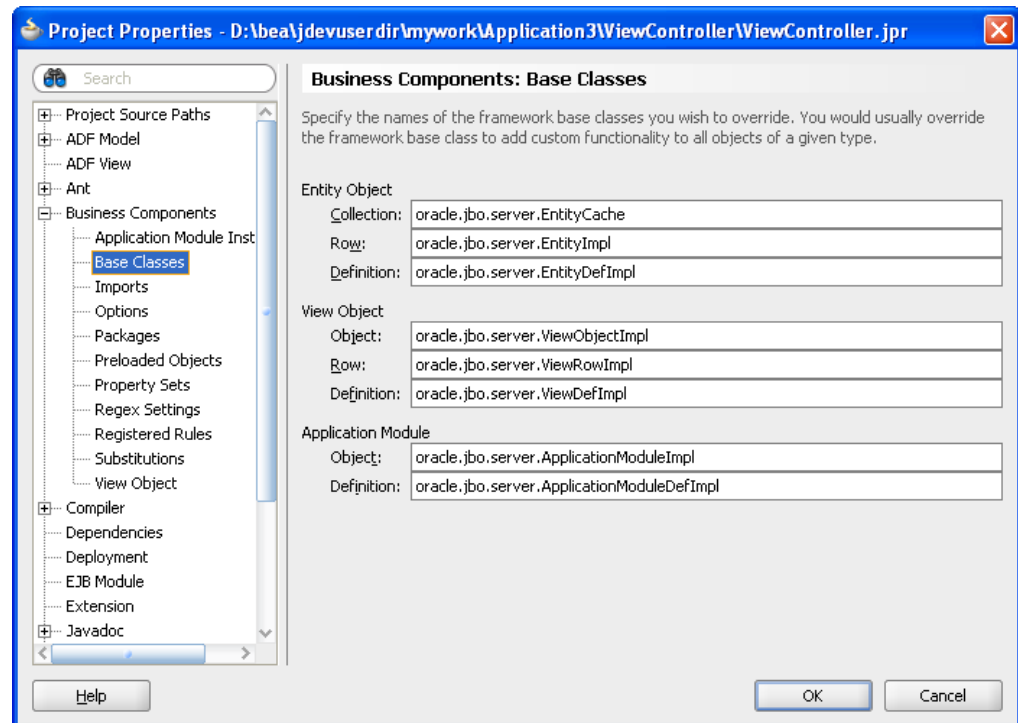 Project Properties - D:\bea\jdevuserdir\mywork\Application3\ViewController\ViewController.jpr
Search
Project Source Paths
ADF Model
ADF View
Ant
Business Components
Application Module Inst
Base Classes
Imports
Options
Packages
Preloaded Objects
Property Sets
Regex Settings
Registered Rules
Substitutions
View Object
Compiler
Dependencies
Deployment
EJB Module
Extension
Javadoc
Business Components: Base Classes
Specify the names of the framework base classes you wish to override. You would usually override
the framework base class to add custom functionality to all objects of a given type.
Entity Object
Collection: oracle.jbo.server.EntityCache
Row: oracle.jbo.server.EntityImpl
Definition: oracle.jbo.server.EntityDefImpl
View Object
Object: oracle.jbo.server.ViewObjectImpl
Row: oracle.jbo.server.ViewRowImpl
Definition: oracle.jbo.server.ViewDefImpl
Application Module
Object: oracle.jbo.server.ApplicationModuleImpl
Definition: oracle.jbo.server.ApplicationModuleDefImpl
Help
OK
Cancel